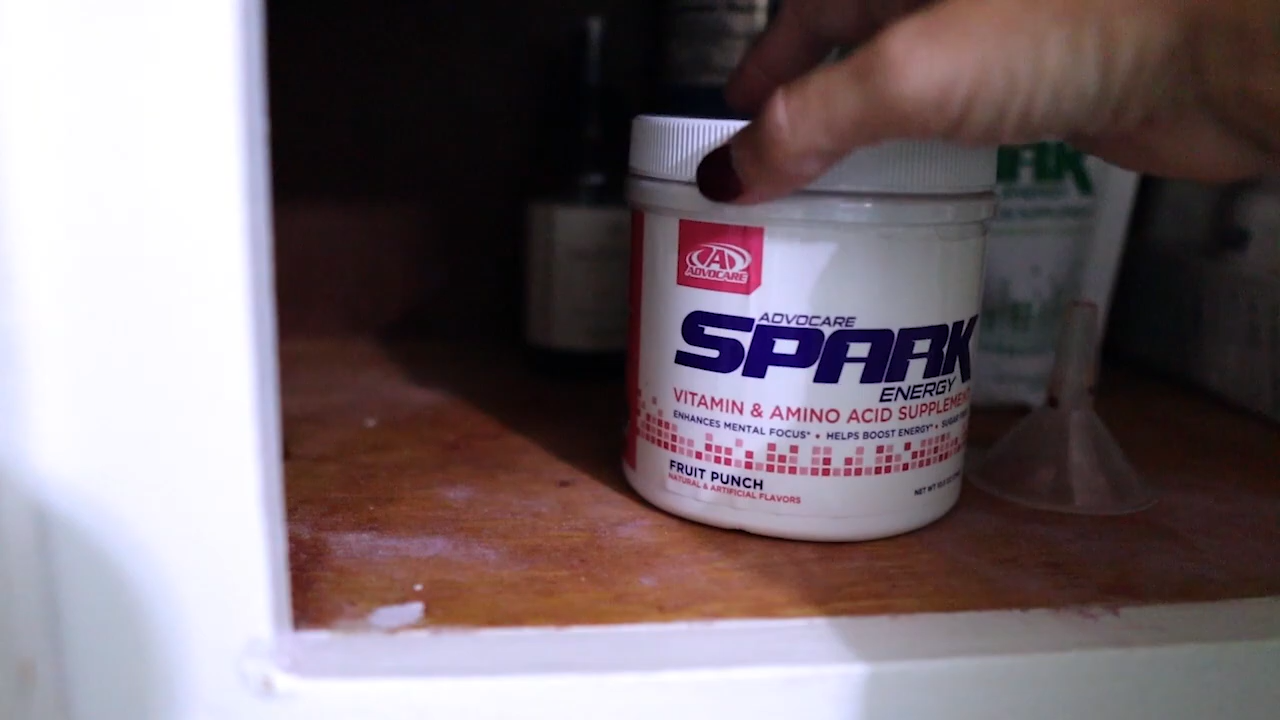 ARK
ADVOCARE
ADVOCARE
SPARK
ENERGY
VITAMIN & AMINO ACID SUPPLEMENT
ENHANCES MENTAL FOCUS* • HELPS BOOST ENERGY* • SUGAR
FRUIT PUNCH
NATURAL & ARTIFICIAL FLAVORS
NET WT